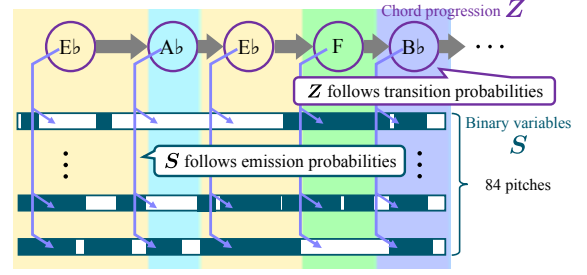 Chord progression Z
E♭ A♭ E♭ F B♭ ...
Z follows transition probabilities
Binary variables
S
S follows emission probabilities
84 pitches